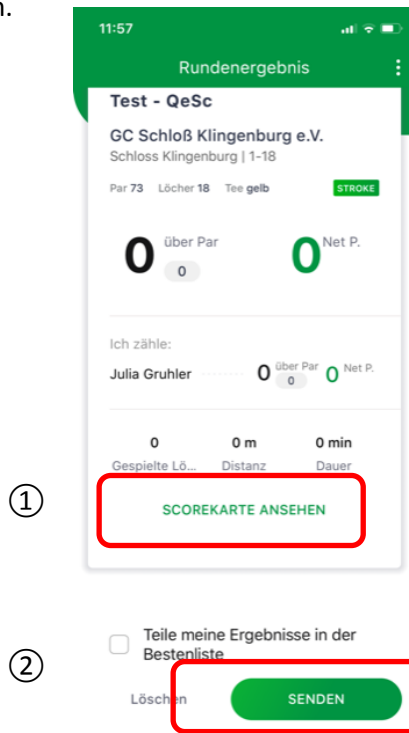 n.
11:57
Rundenergebnis
Test - QeSc
GC Schloß Klingenburg e.V.
Schloss Klingenburg | 1-18
Par 73 Löcher 18 Tee gelb STROKE
0 über Par 0 Net P.
0
Ich zähle:
Julia Gruhler 0 über Par 0 Net P.
0
0 0 m 0 min
Gespielte Lö... Distanz Dauer
① SCOREKARTE ANSEHEN
Teile meine Ergebnisse in der
Bestenliste
②
Löschen SENDEN